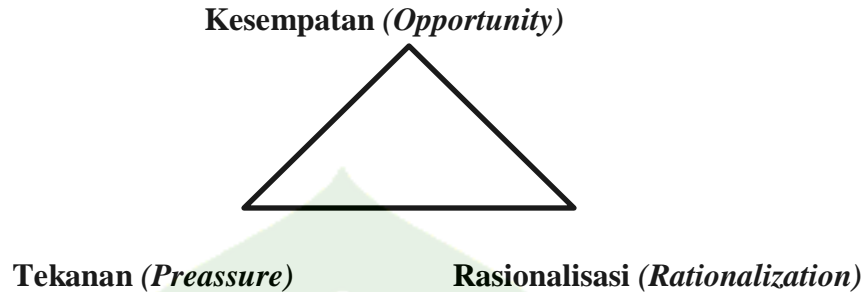 Kesempatan (Opportunity)
Tekanan (Preassure)
Rasionalisasi (Rationalization)